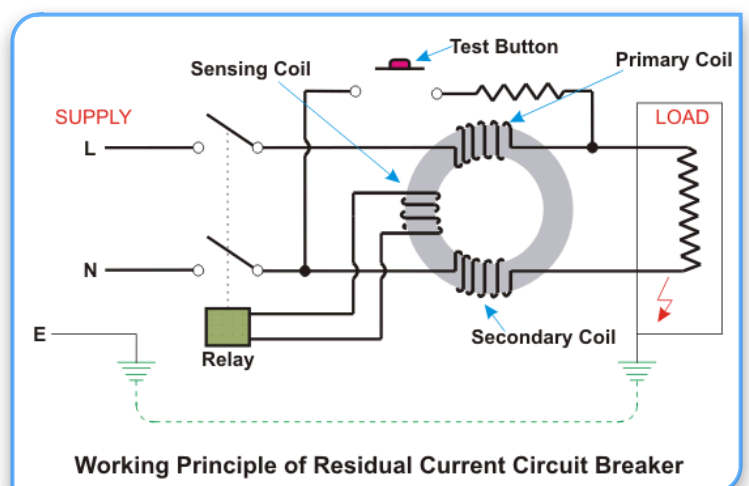 Test Button
Sensing Coil
Primary Coil
SUPPLY
LOAD
L
N
E
Relay
Secondary Coil
Working Principle of Residual Current Circuit Breaker